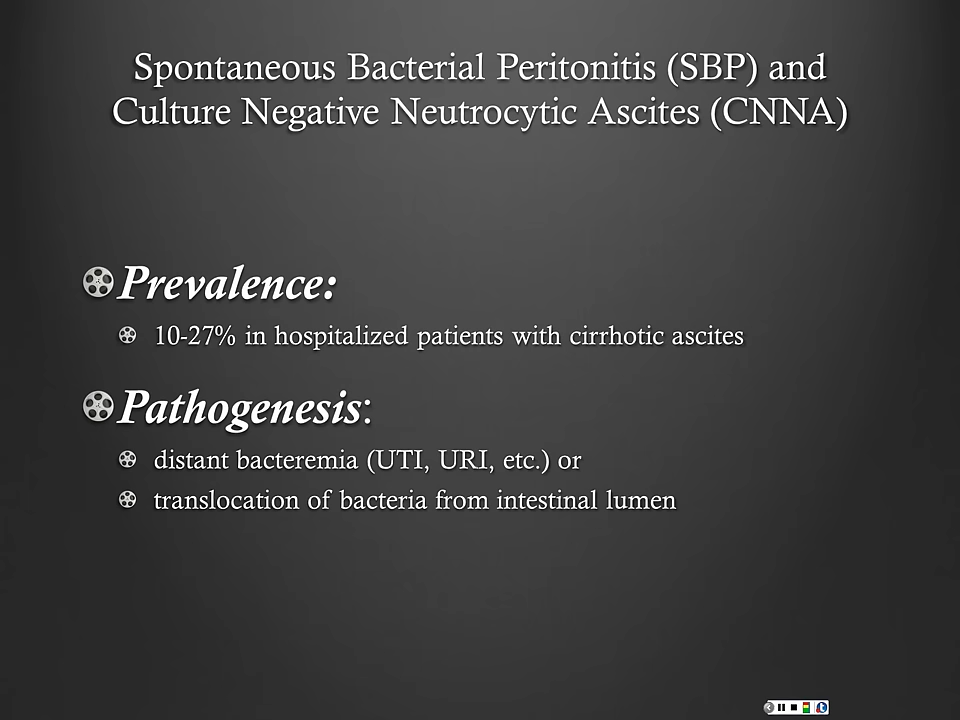 Spontaneous Bacterial Peritonitis (SBP) and
Culture Negative Neutrocytic Ascites (CNNA)
Prevalence:
10-27% in hospitalized patients with cirrhotic ascites
Pathogenesis:
distant bacteremia (UTI, URI, etc.) or
translocation of bacteria from intestinal lumen